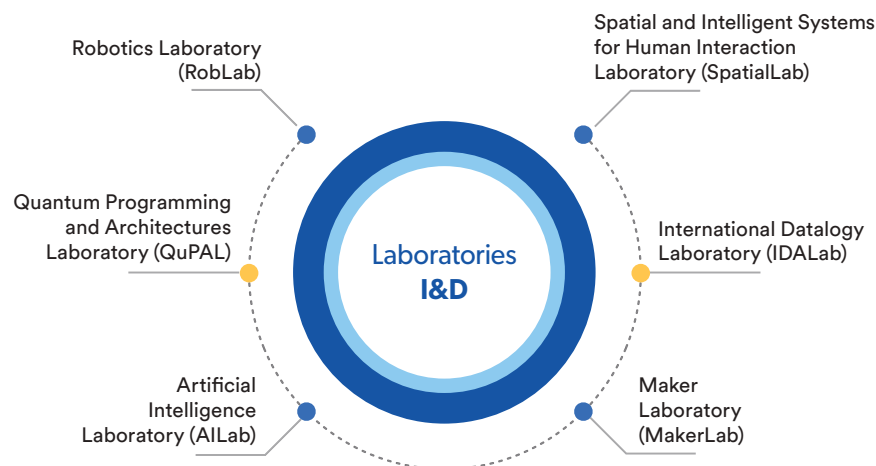 Robotics Laboratory
(RobLab)
Spatial and Intelligent Systems
for Human Interaction
Laboratory (SpatialLab)
Quantum Programming
and Architectures
Laboratory (QuPAL)
Laboratories
I&D
International Datalogy
Laboratory (IDALab)
Artificial
Intelligence
Laboratory (AILab)
Maker
Laboratory
(MakerLab)